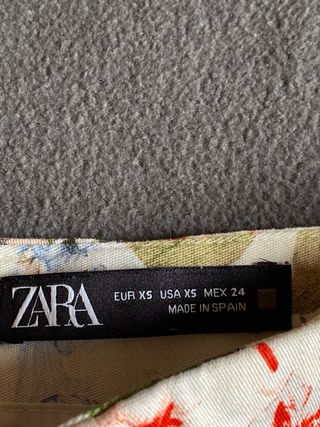 ZARA
EUR XS USA XS MEX 24
MADE IN SPAIN